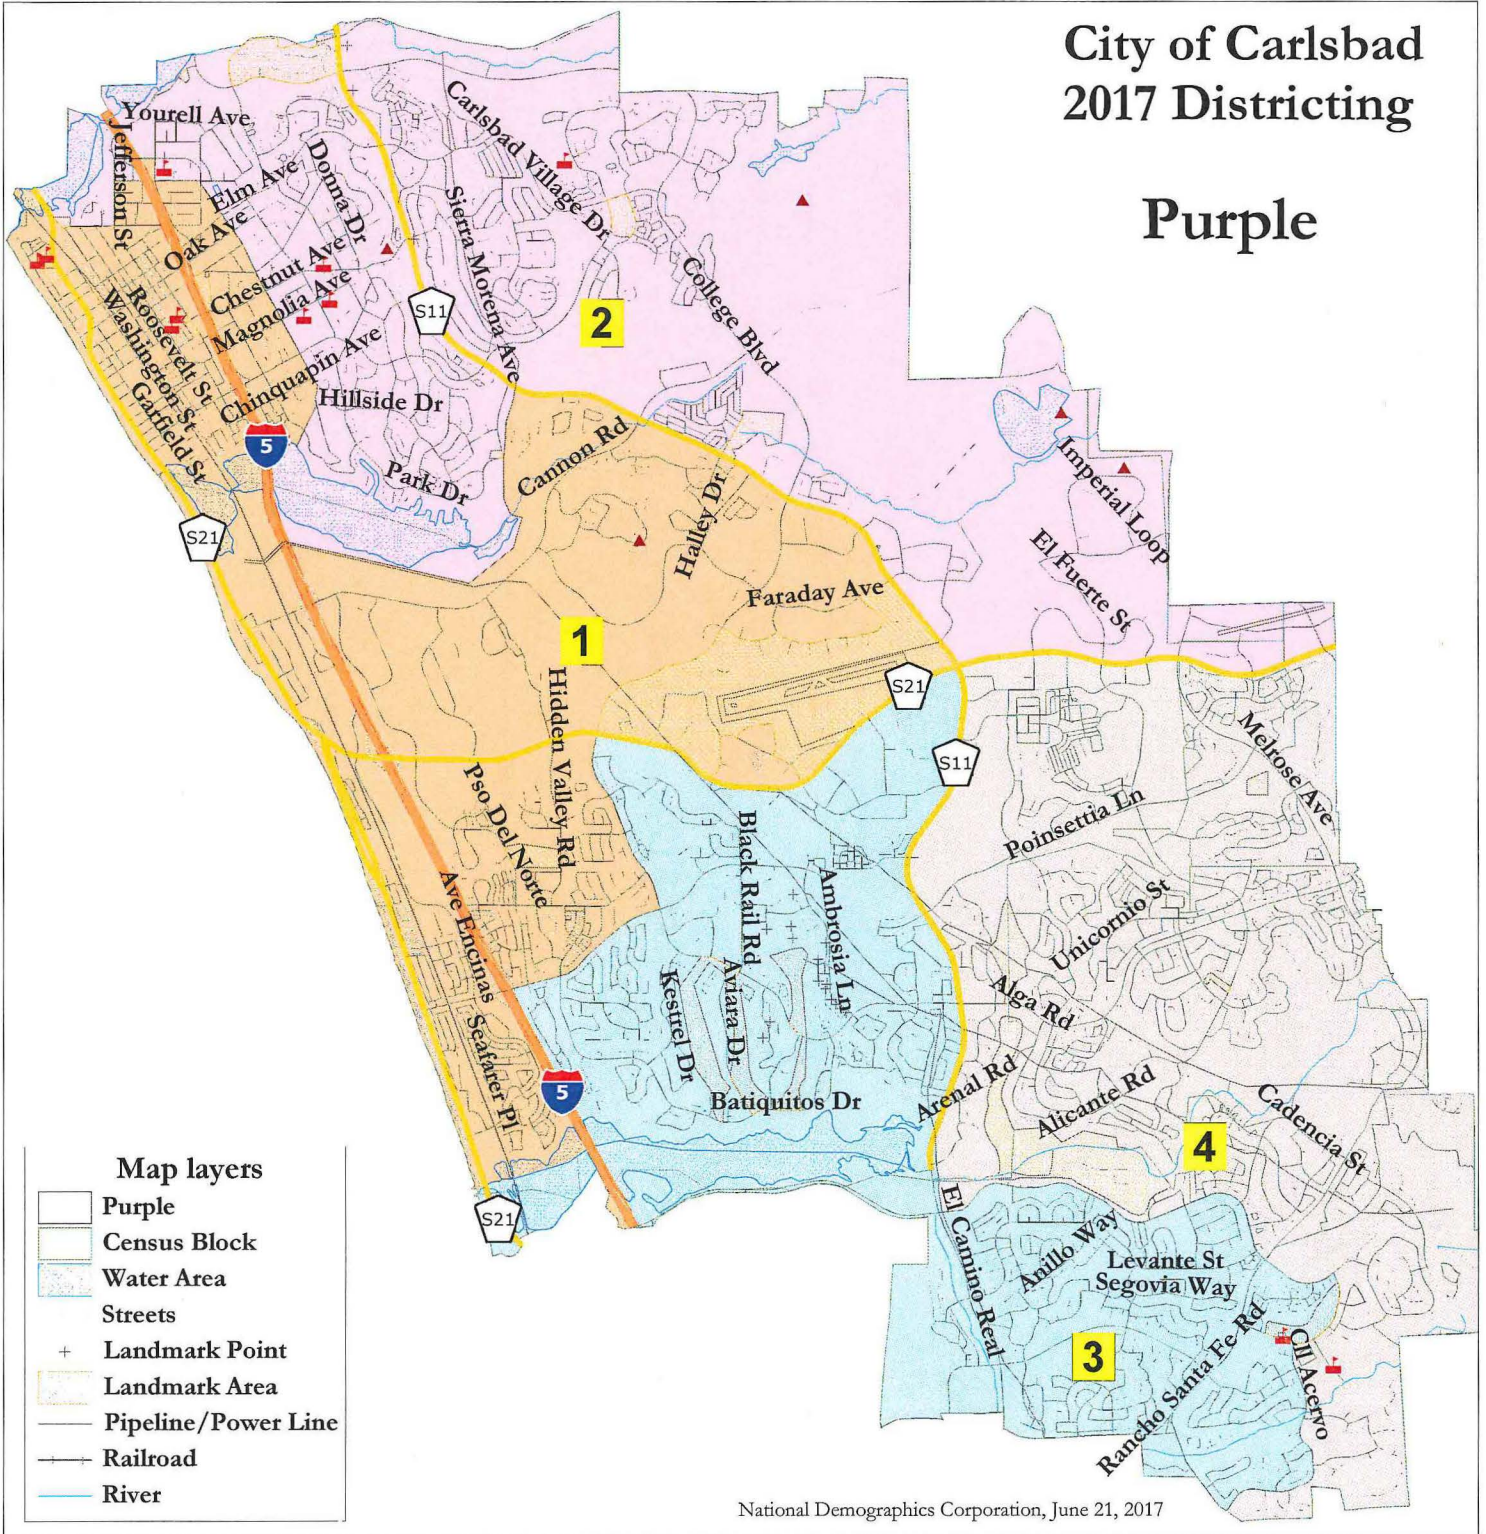 City of Carlsbad
2017 Districting
Purple
Yourell Ave
Jefferson St
Elm Ave
Oak Ave
Donna Dr
Chestnut Ave
Magnolia Ave
Chinquapin Ave
Roosevelt St
Washington St
Garfield St
Hillside Dr
Park Dr
Carlsbad Village Dr
Sierra Morena Ave
College Blvd
S11
2
5
S21
Cannon Rd
Halley Dr
Faraday Ave
Imperial Loop
El Fuerte St
1
Hidden Valley Rd
S21
S11
Melrose Ave
Poinsettia Ln
Pso Del Norte
Black Rail Rd
Ambrosia Ln
Unicornio St
Ave Encinas
Kestrel Dr
Aviara Dr
Alga Rd
Seafarer Pl
5
Batiquitos Dr
Arenal Rd
Alicante Rd
Cadencia St
4
S21
El Camino Real
Anillo Way
Levante St
Segovia Way
3
Rancho Santa Fe Rd
Cll Acervo
Map layers
Purple
Census Block
Water Area
Streets
Landmark Point
Landmark Area
Pipeline/Power Line
Railroad
River
National Demographics Corporation, June 21, 2017